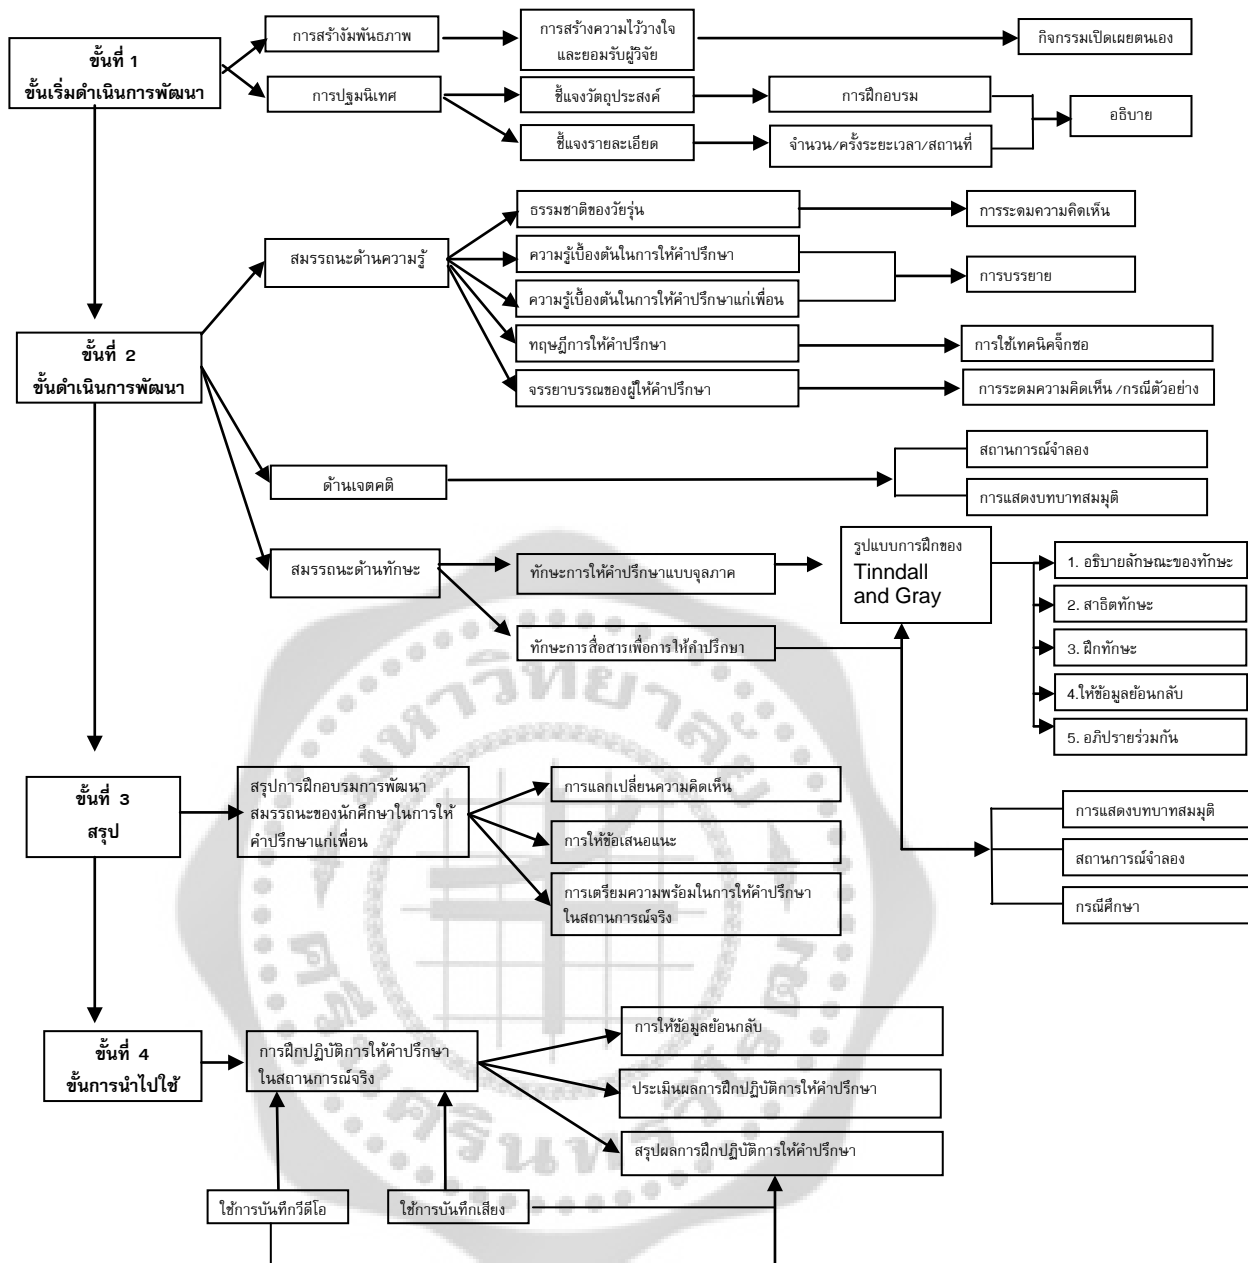 ขั้นที่ 1
ขั้นเริ่มดำเนินการพัฒนา
การสร้างัมพันธภาพ
การสร้างความไว้วางใจ
และยอมรับผู้วิจัย
กิจกรรมเปิดเผยตนเอง
การปฐมนิเทศ
ชี้แจงวัตถุประสงค์
การฝึกอบรม
อธิบาย
ชี้แจงรายละเอียด
จำนวน/ครั้งระยะเวลา/สถานที่
ขั้นที่ 2
ขั้นดำเนินการพัฒนา
สมรรถนะด้านความรู้
ธรรมชาติของวัยรุ่น
การระดมความคิดเห็น
ความรู้เบื้องต้นในการให้คำปรึกษา
ความรู้เบื้องต้นในการให้คำปรึกษาแก่เพื่อน
การบรรยาย
ทฤษฎีการให้คำปรึกษา
การใช้เทคนิคจิ๊กซอ
จรรยาบรรณของผู้ให้คำปรึกษา
การระดมความคิดเห็น /กรณีตัวอย่าง
ด้านเจตคติ
สถานการณ์จำลอง
การแสดงบทบาทสมมุติ
สมรรถนะด้านทักษะ
ทักษะการให้คำปรึกษาแบบจุลภาค
ทักษะการสื่อสารเพื่อการให้คำปรึกษา
รูปแบบการฝึกของ
Tinndall
and Gray
1. อธิบายลักษณะของทักษะ
2. สาธิตทักษะ
3. ฝึกทักษะ
4.ให้ข้อมูลย้อนกลับ
5. อภิปรายร่วมกัน
การแสดงบทบาทสมมุติ
สถานการณ์จำลอง
กรณีศึกษา
ขั้นที่ 3
สรุป
สรุปการฝึกอบรมการพัฒนา
สมรรถนะของนักศึกษาในการให้
คำปรึกษาแก่เพื่อน
การแลกเปลี่ยนความคิดเห็น
การให้ข้อเสนอแนะ
การเตรียมความพร้อมในการให้คำปรึกษา
ในสถานการณ์จริง
ขั้นที่ 4
ขั้นการนำไปใช้
การฝึกปฏิบัติการให้คำปรึกษา
ในสถานการณ์จริง
การให้ข้อมูลย้อนกลับ
ประเมินผลการฝึกปฏิบัติการให้คำปรึกษา
สรุปผลการฝึกปฏิบัติการให้คำปรึกษา
ใช้การบันทึกวีดีโอ
ใช้การบันทึกเสียง
มหาวิทยาลัย
ศรีนครินทรวิโรฒ